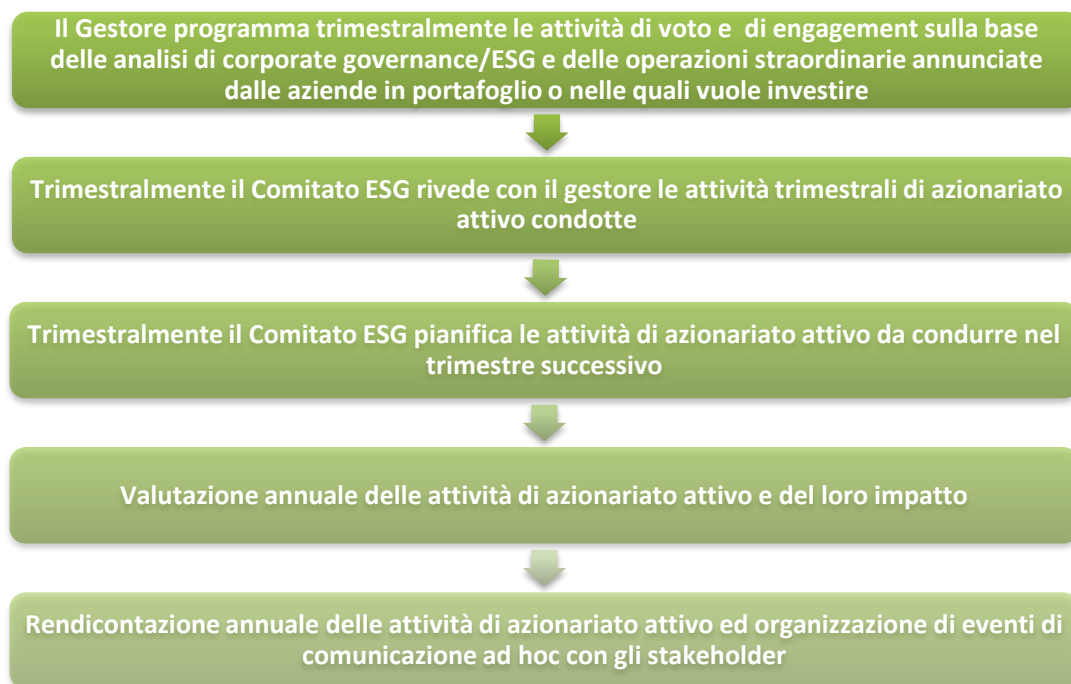 Il Gestore programma trimestralmente le attività di voto e  di engagement sulla base
delle analisi di corporate governance/ESG e delle operazioni straordinarie annunciate
dalle aziende in portafoglio o nelle quali vuole investire
Trimestralmente il Comitato ESG rivede con il gestore le attività trimestrali di azionariato
attivo condotte
Trimestralmente il Comitato ESG pianifica le attività di azionariato attivo da condurre nel
trimestre successivo
Valutazione annuale delle attività di azionariato attivo e del loro impatto
Rendicontazione annuale delle attività di azionariato attivo ed organizzazione di eventi di
comunicazione ad hoc con gli stakeholder